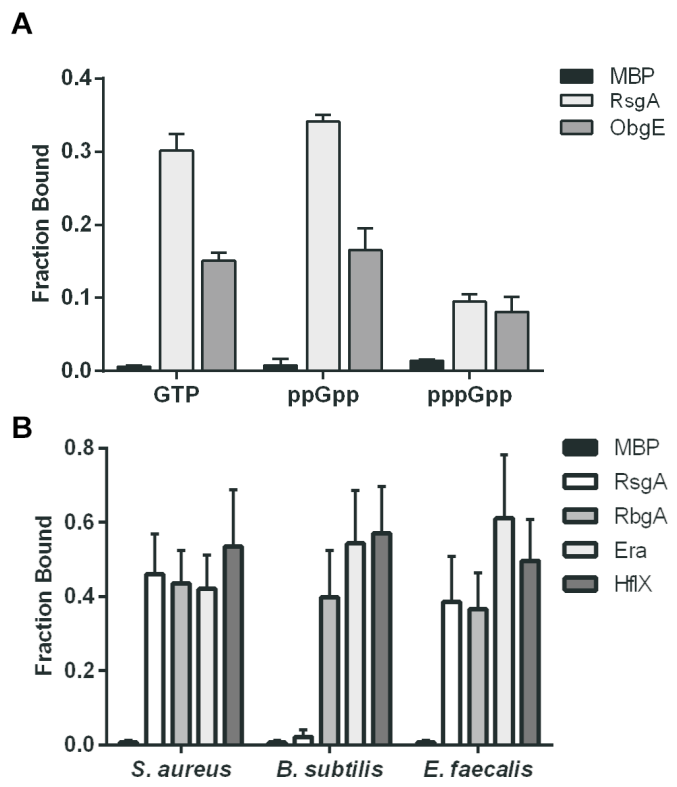 A
Fraction Bound
0.4
0.3
0.2
0.1
0.0
GTP
ppGpp
pppGpp
MBP
RsgA
ObgE
B
Fraction Bound
0.8
0.6
0.4
0.2
0.0
S. aureus
B. subtilis
E. faecalis
MBP
RsgA
RbgA
Era
HflX